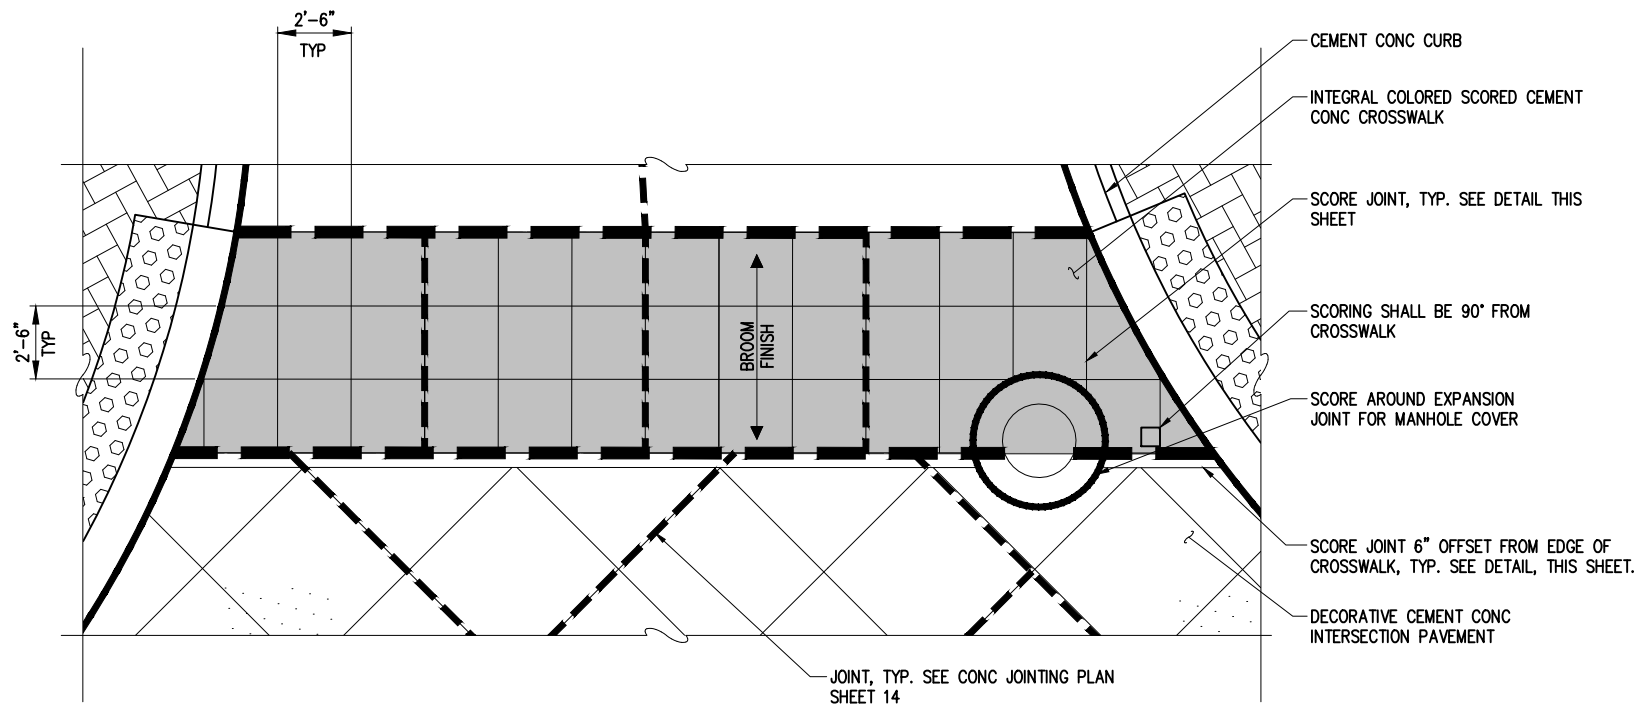 2'-6"
TYP
CEMENT CONC CURB
INTEGRAL COLORED SCORED CEMENT
CONC CROSSWALK
SCORE JOINT, TYP. SEE DETAIL THIS
SHEET
2'-6"
TYP
BROOM
FINISH
SCORING SHALL BE 90° FROM
CROSSWALK
SCORE AROUND EXPANSION
JOINT FOR MANHOLE COVER
SCORE JOINT 6" OFFSET FROM EDGE OF
CROSSWALK, TYP. SEE DETAIL, THIS SHEET.
DECORATIVE CEMENT CONC
INTERSECTION PAVEMENT
JOINT, TYP. SEE CONC JOINTING PLAN
SHEET 14